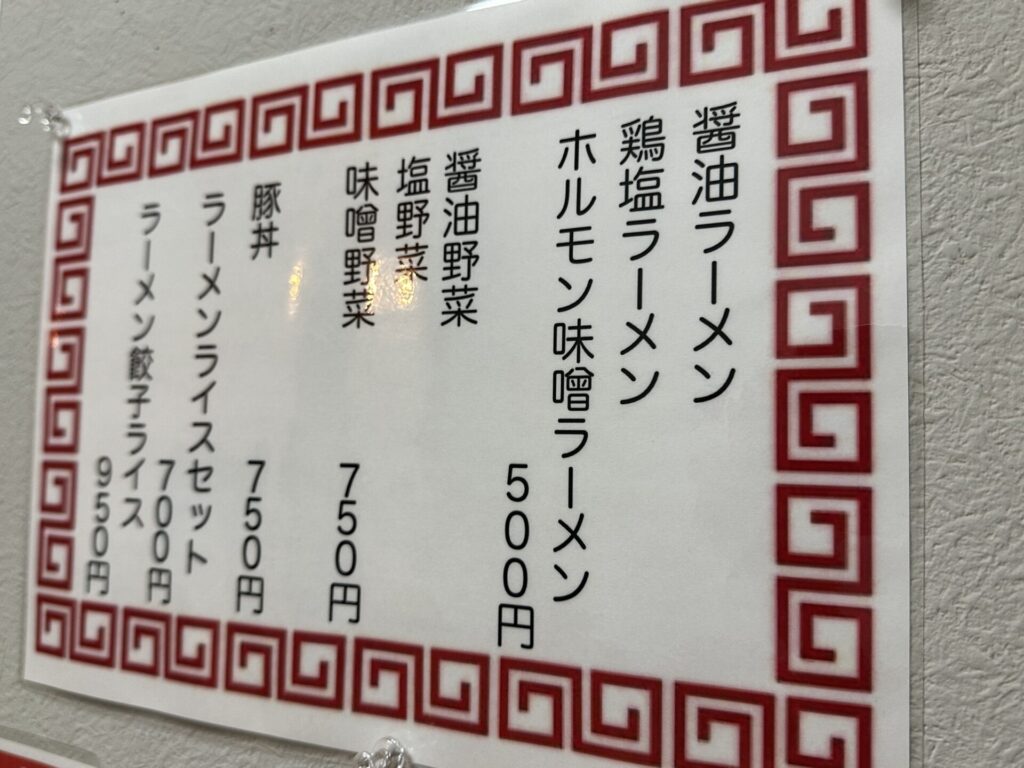 醤油ラーメン
鶏塩ラーメン
ホルモン味噌ラーメン
500円
醤油野菜
塩野菜
味噌野菜
750円
豚丼
750円
ラーメンライスセット
700円
ラーメン餃子ライス
950円